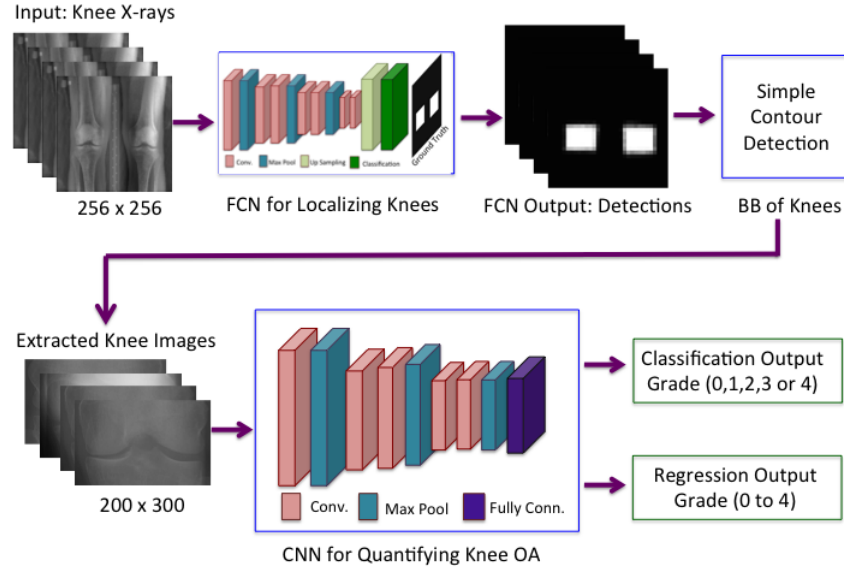 Input: Knee X-rays
256 x 256
Conv.
Max Pool
Up Sampling
Classification
Ground Truth
FCN for Localizing Knees
FCN Output: Detections
Simple
Contour
Detection
BB of Knees
Extracted Knee Images
200 x 300
Conv.
Max Pool
Fully Conn.
CNN for Quantifying Knee OA
Classification Output
Grade (0,1,2,3 or 4)
Regression Output
Grade (0 to 4)